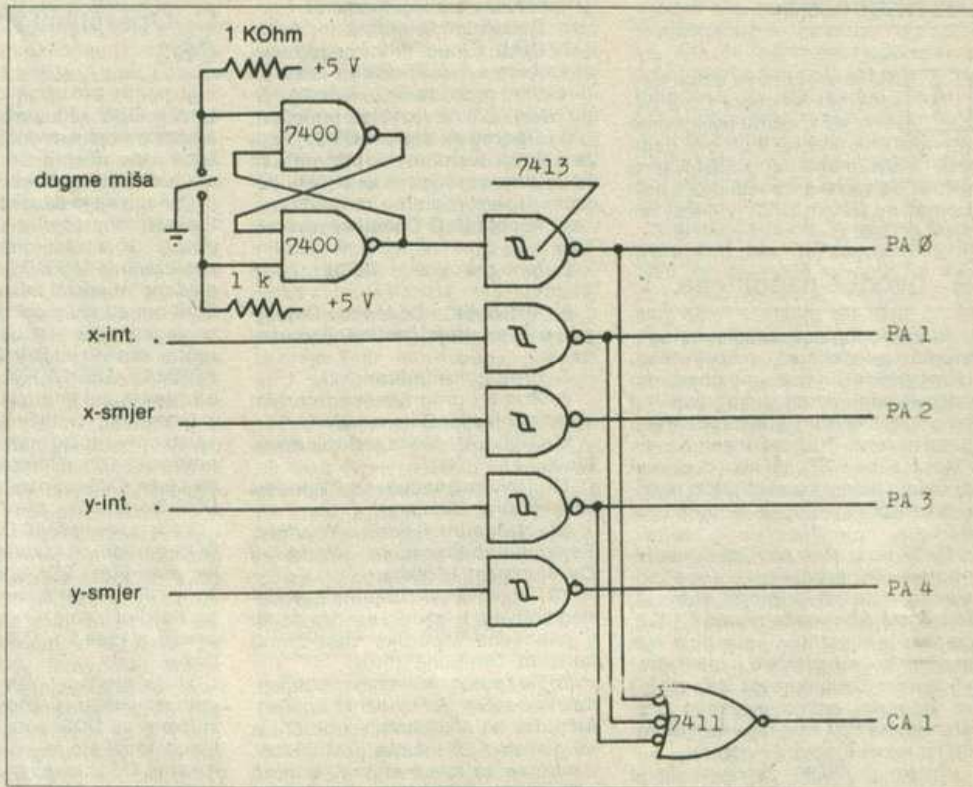 1 KOhm
+5 V
7400
dugme miša
7413
7400
PA Ø
1 k
+5 V
x-int.
PA 1
x-smjer
PA 2
y-int.
PA 3
y-smjer
PA 4
7411
CA 1